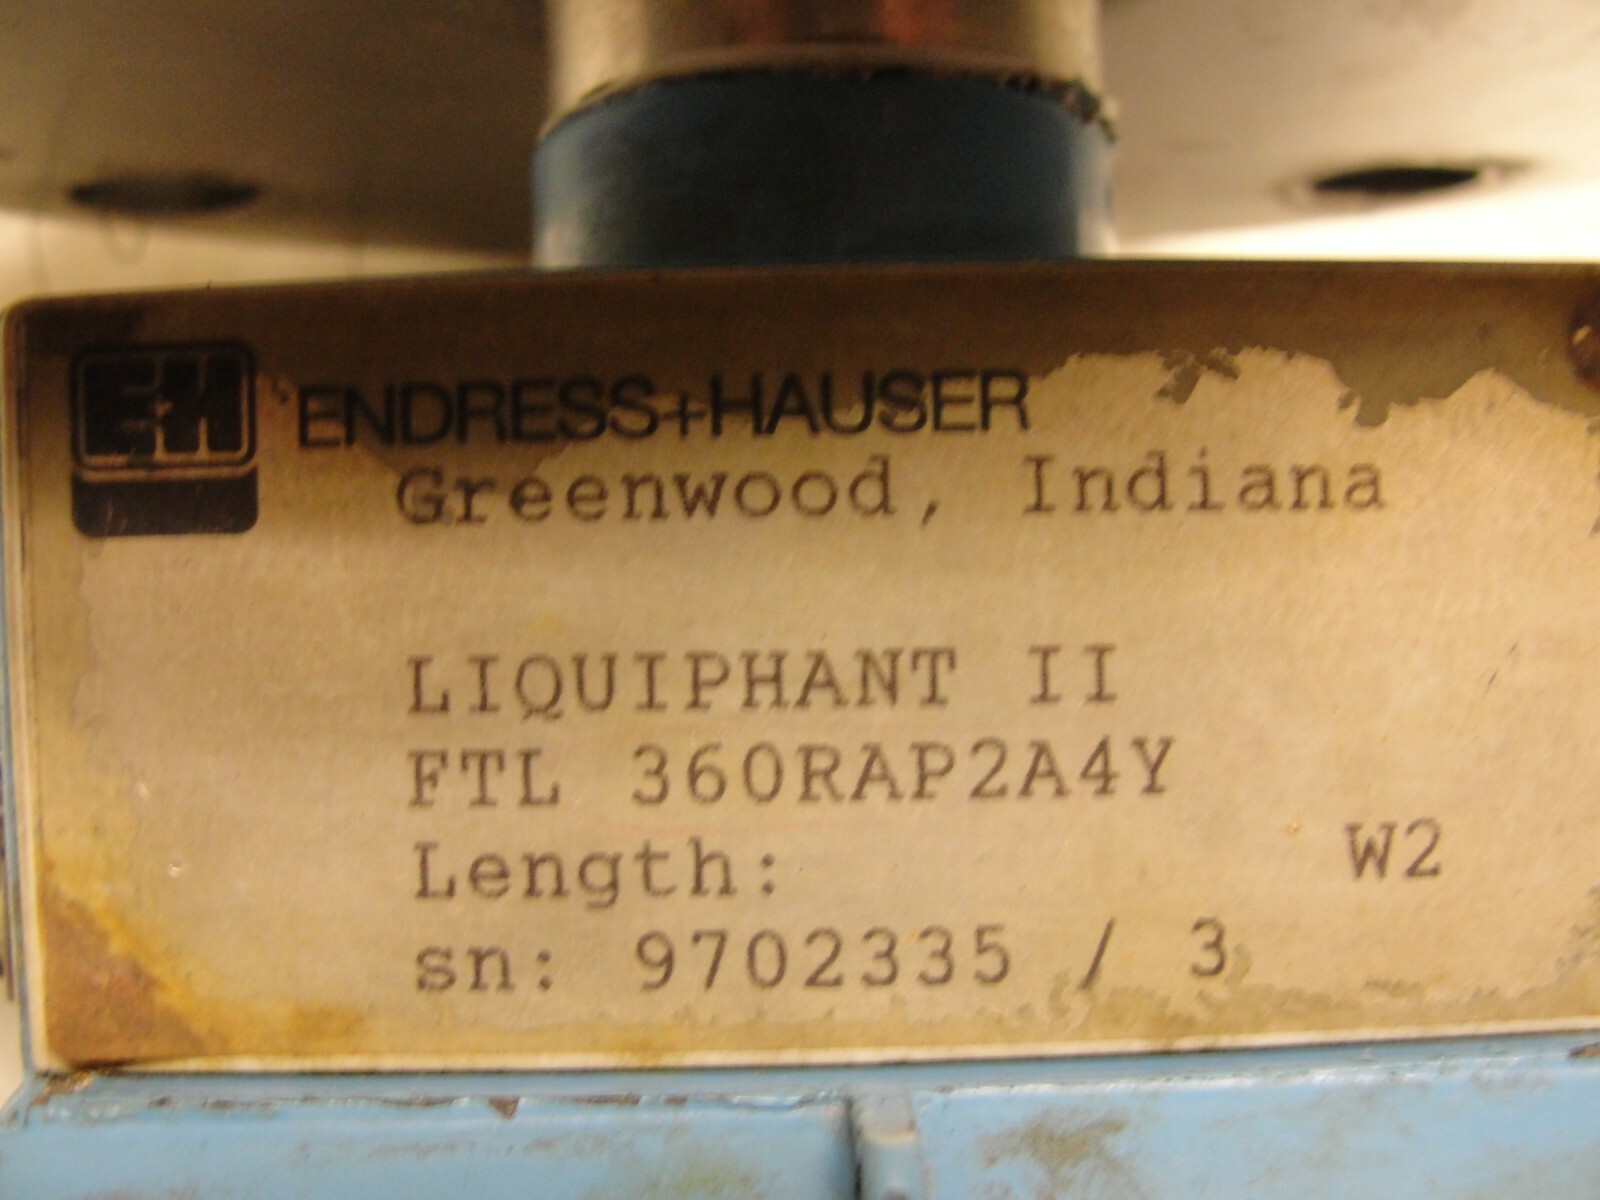 E+H ENDRESS+HAUSER
Greenwood, Indiana
LIQUIPHANT II
FTL 360RAP2A4Y
Length: W2
sn: 9702335 / 3